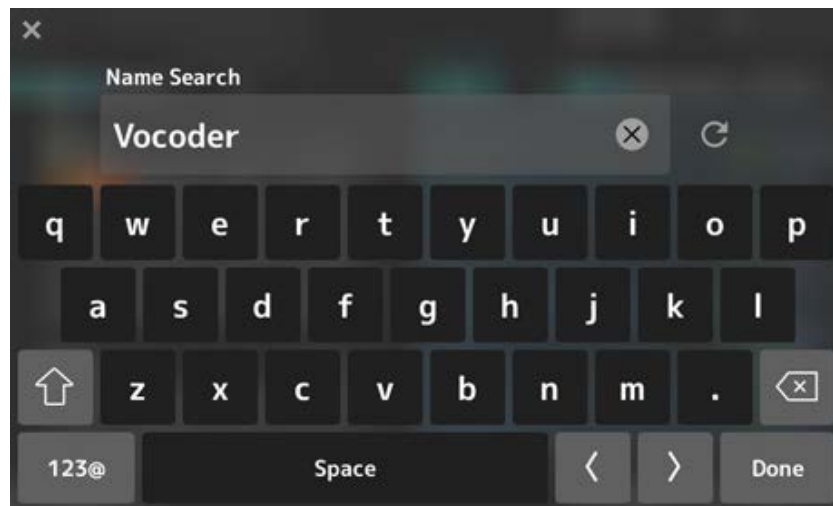 Name Search
Vocoder
q w e r t y u i o p
a s d f g h j k l
z x c v b n m .
123@ Space Done